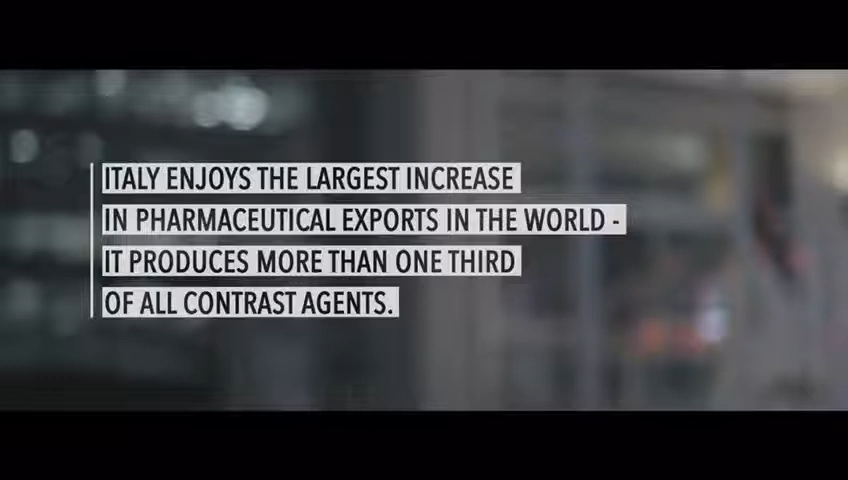 ITALY ENJOYS THE LARGEST INCREASE
IN PHARMACEUTICAL EXPORTS IN THE WORLD -
IT PRODUCES MORE THAN ONE THIRD
OF ALL CONTRAST AGENTS.